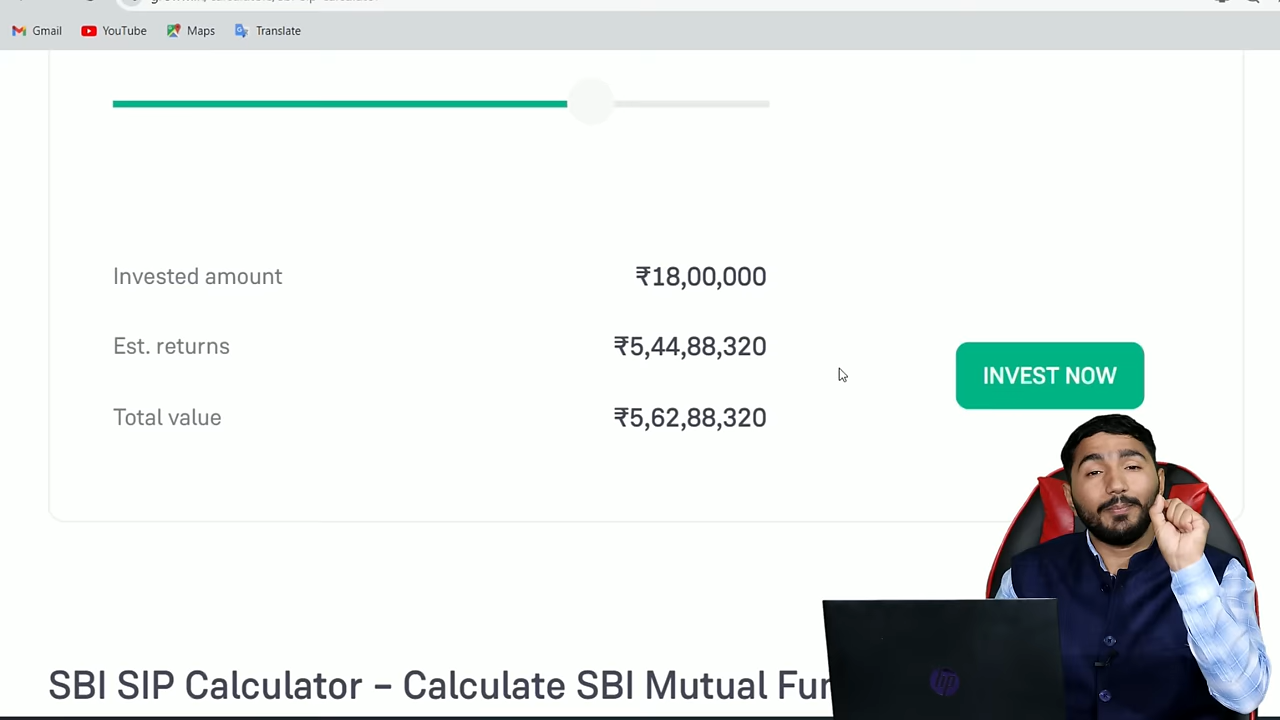 Gmail YouTube Maps Translate
Invested amount ₹18,00,000
Est. returns ₹5,44,88,320
Total value ₹5,62,88,320
INVEST NOW
SBI SIP Calculator – Calculate SBI Mutual
hp